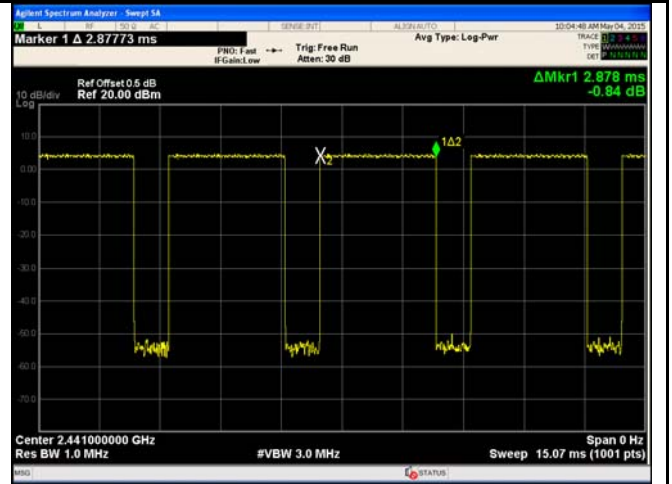 Agilent Spectrum Analyzer - Swept SA
L RF 50 Ω AC SENSE:INT ALIGN AUTO 10:04:48 AM May 04, 2015
Marker 1 Δ 2.87773 ms
PNO: Fast Trig: Free Run Avg Type: Log-Pwr TRACE 1 2 3 4 5 6
IFGain:Low Atten: 30 dB TYPE
DET P N N N N N
ΔMkr1 2.878 ms
-0.84 dB
Ref Offset 0.5 dB
10 dB/div Ref 20.00 dBm
Log
10.0
1Δ2
X2
0.00
-10.0
-20.0
-30.0
-40.0
-50.0
-60.0
-70.0
Center 2.441000000 GHz Span 0 Hz
Res BW 1.0 MHz #VBW 3.0 MHz Sweep 15.07 ms (1001 pts)
MSG STATUS